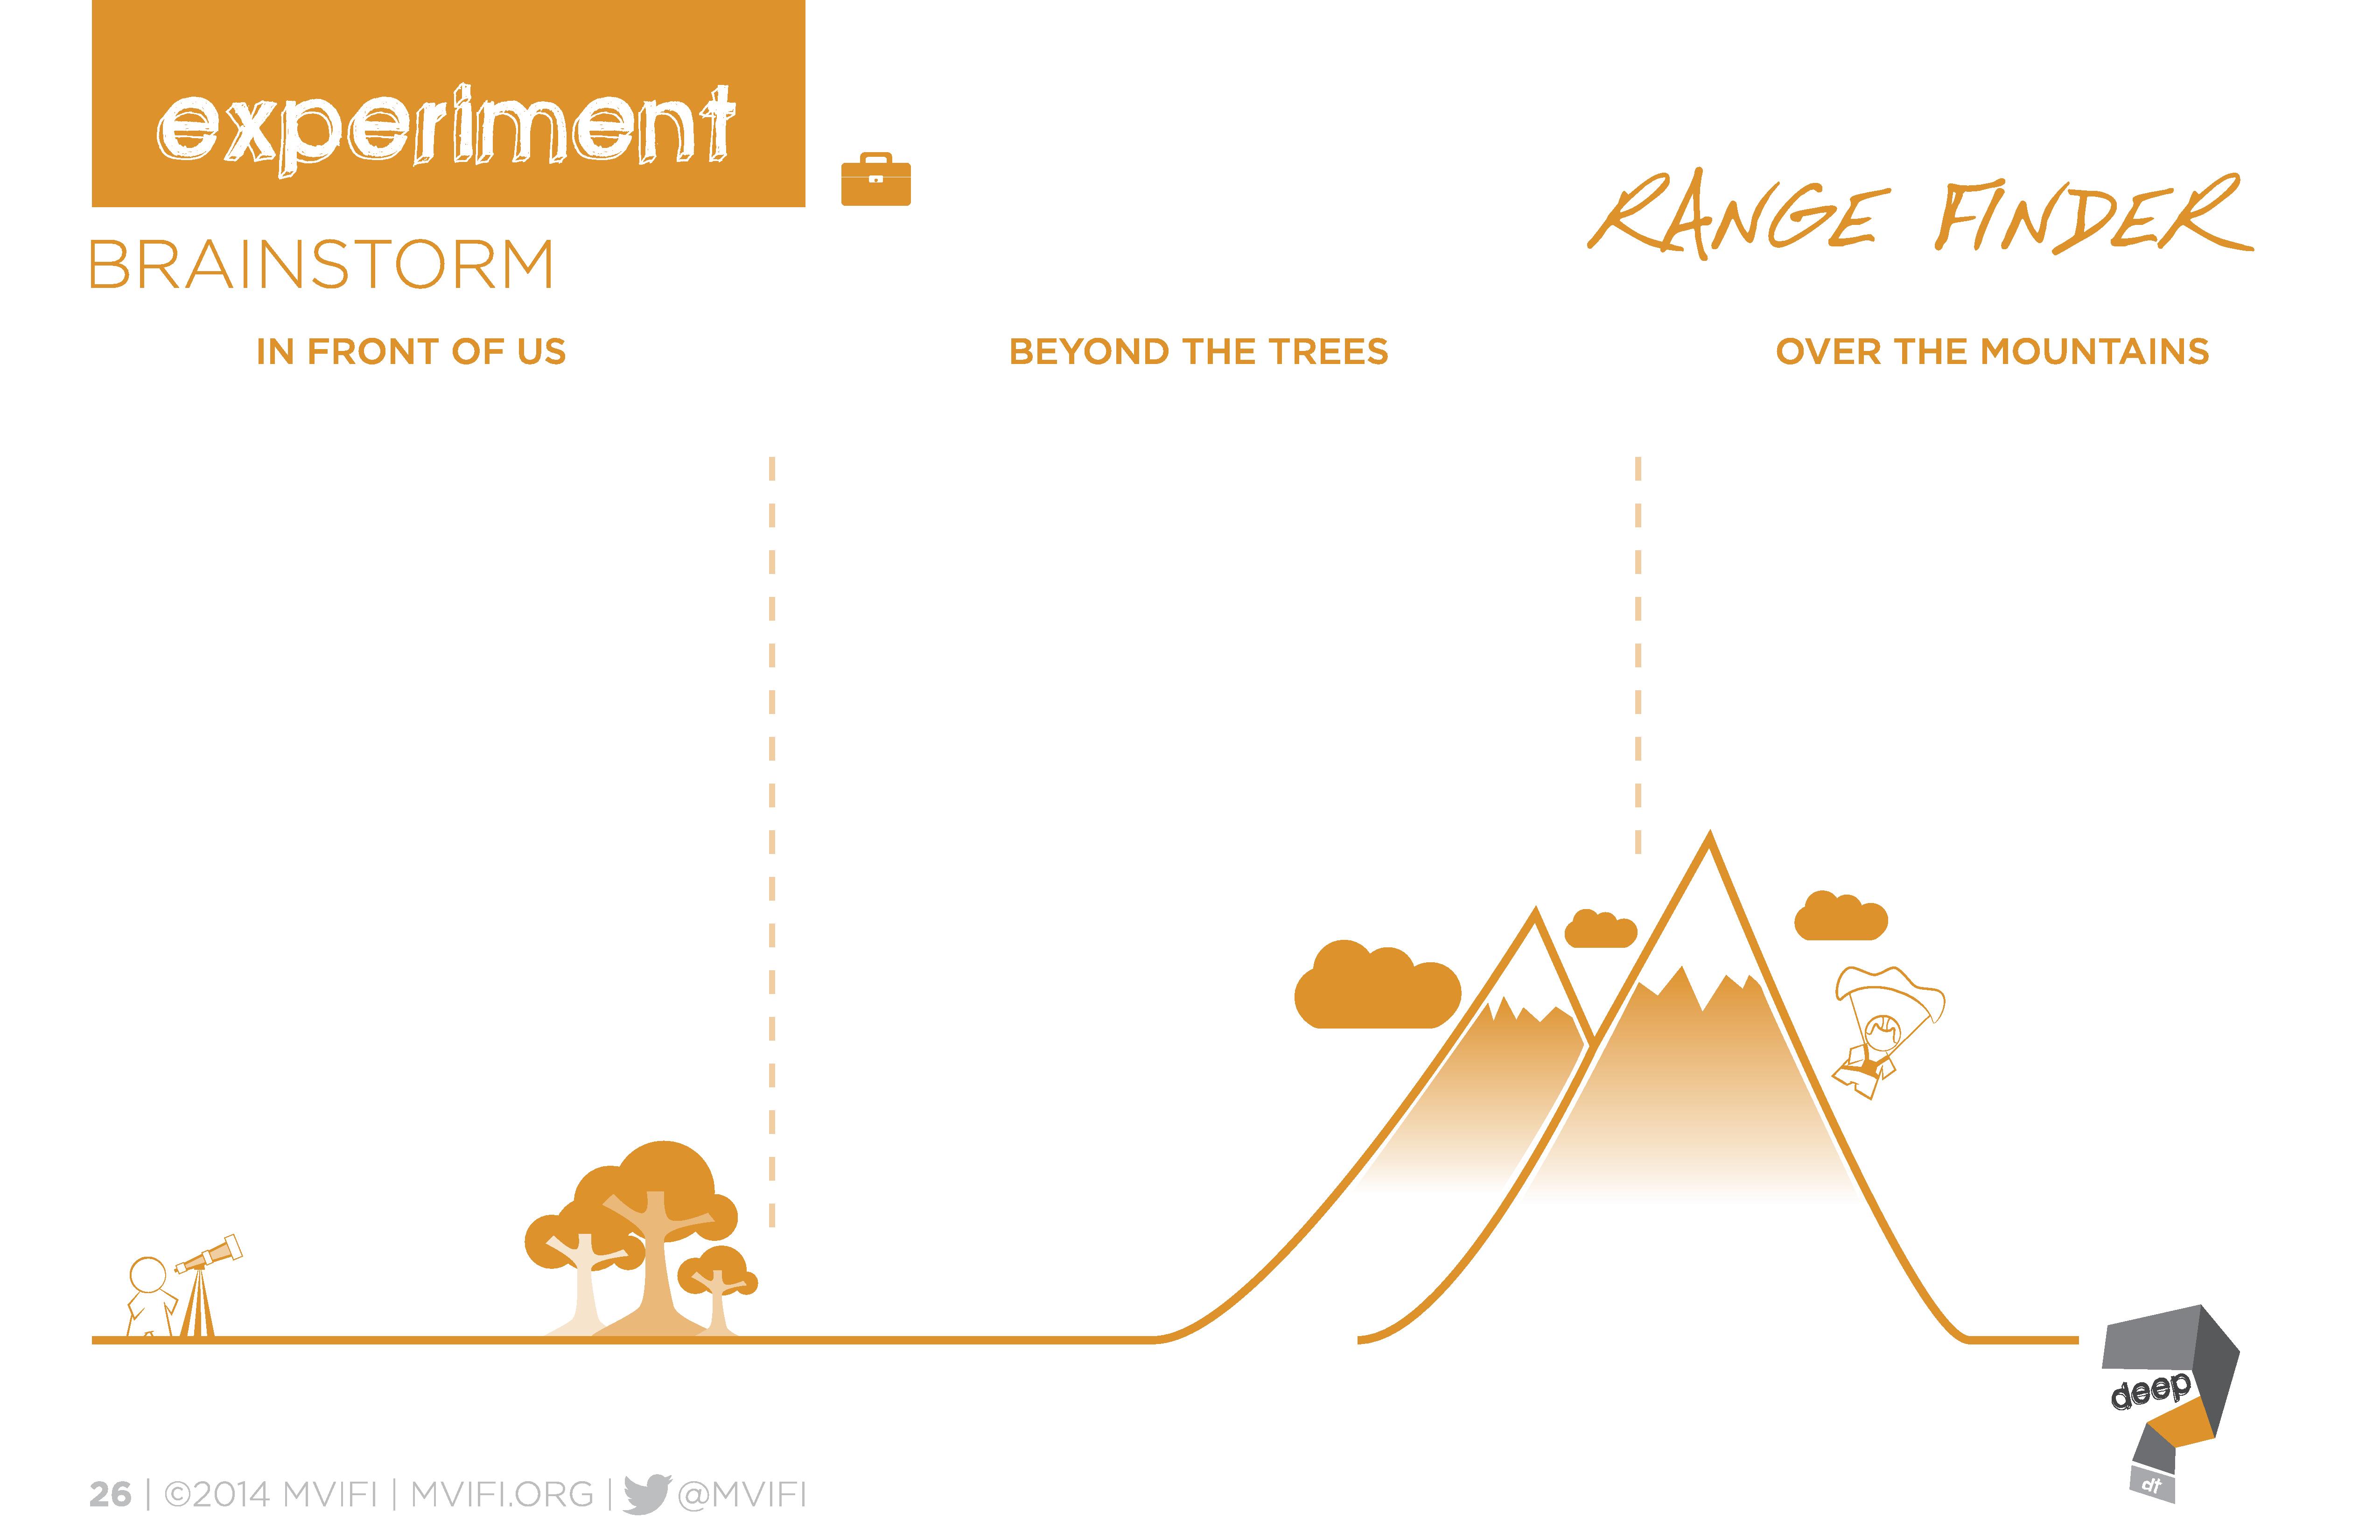 experiment
RANGE FINDER
BRAINSTORM
IN FRONT OF US
BEYOND THE TREES
OVER THE MOUNTAINS
deep
dt
26 | ©2014 MVIFI | MVIFI.ORG | @MVIFI